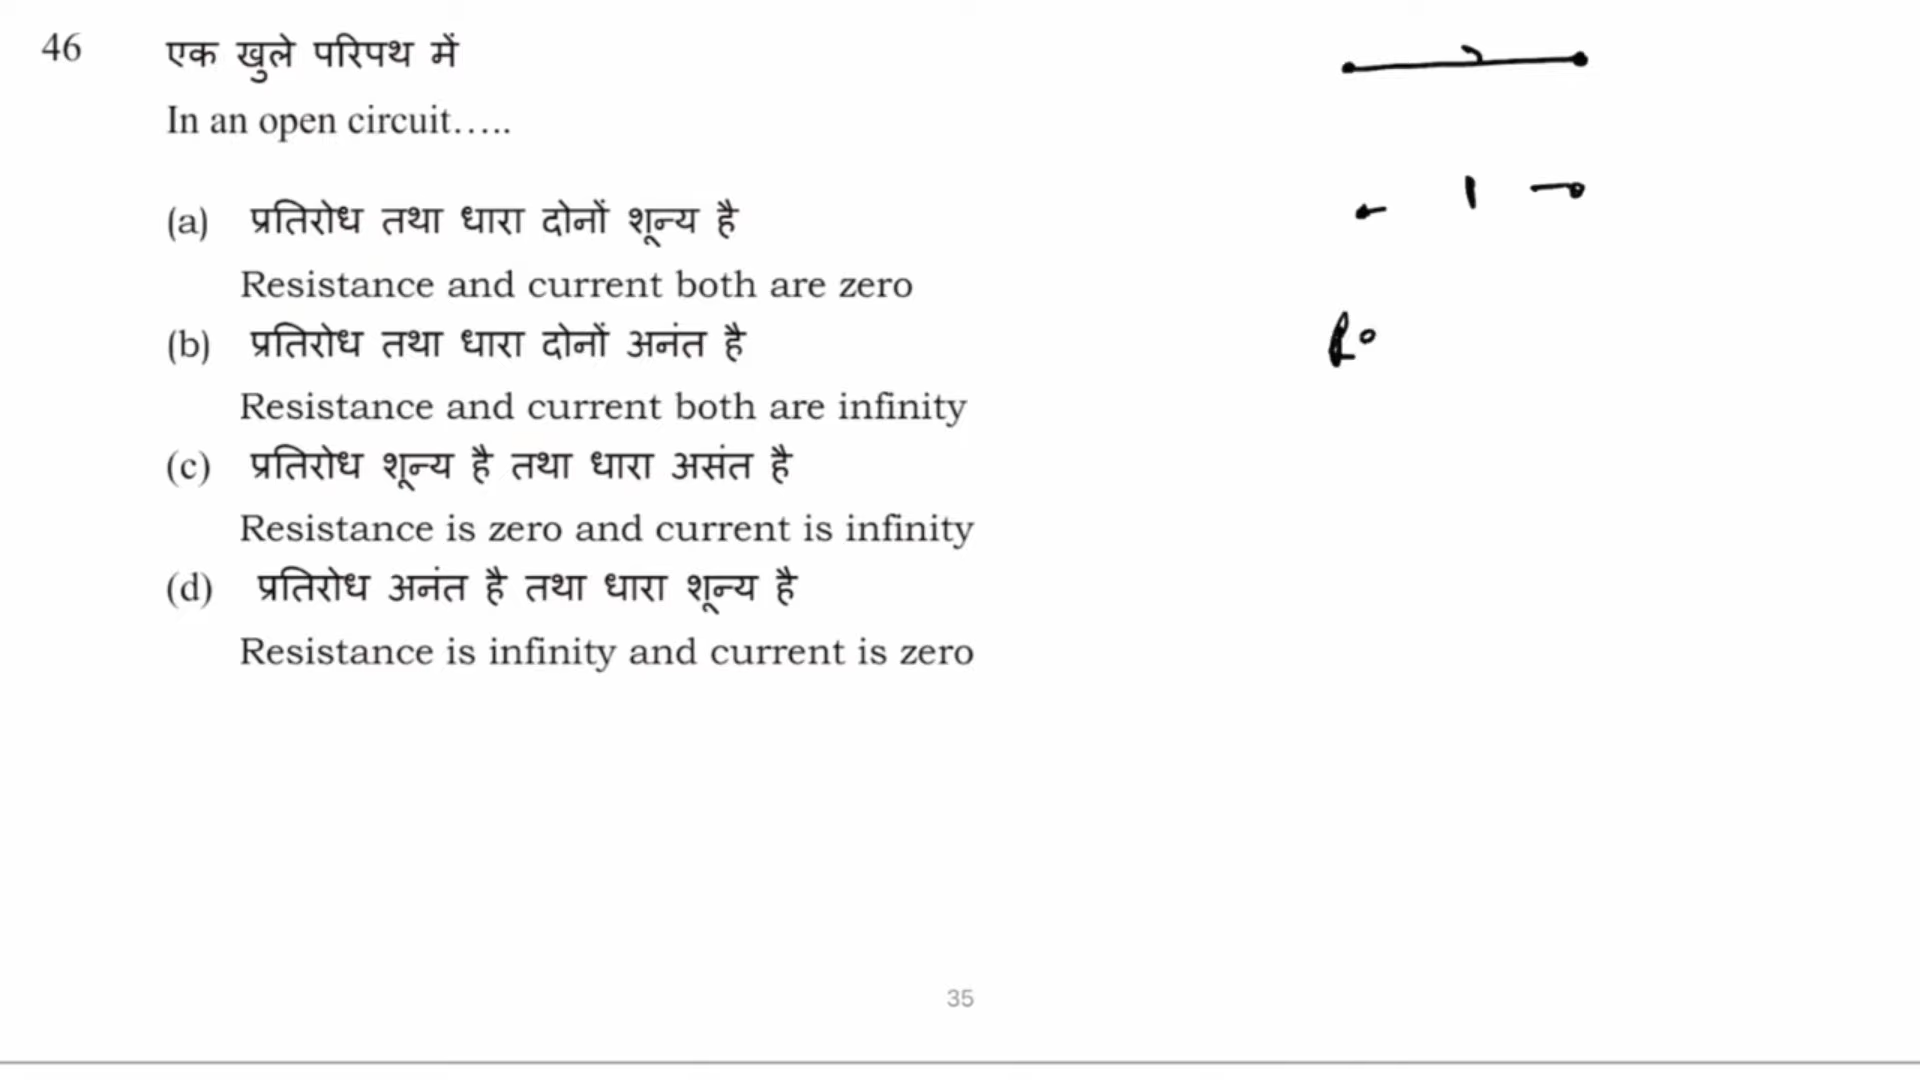 46 एक खुले परिपथ में
In an open circuit.....
(a) प्रतिरोध तथा धारा दोनों शून्य है
Resistance and current both are zero
(b) प्रतिरोध तथा धारा दोनों अनंत है
Resistance and current both are infinity
(c) प्रतिरोध शून्य है तथा धारा असंत है
Resistance is zero and current is infinity
(d) प्रतिरोध अनंत है तथा धारा शून्य है
Resistance is infinity and current is zero
35